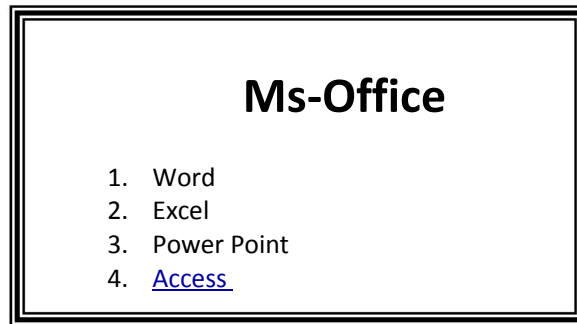 Ms-Office
1. Word
2. Excel
3. Power Point
4. Access